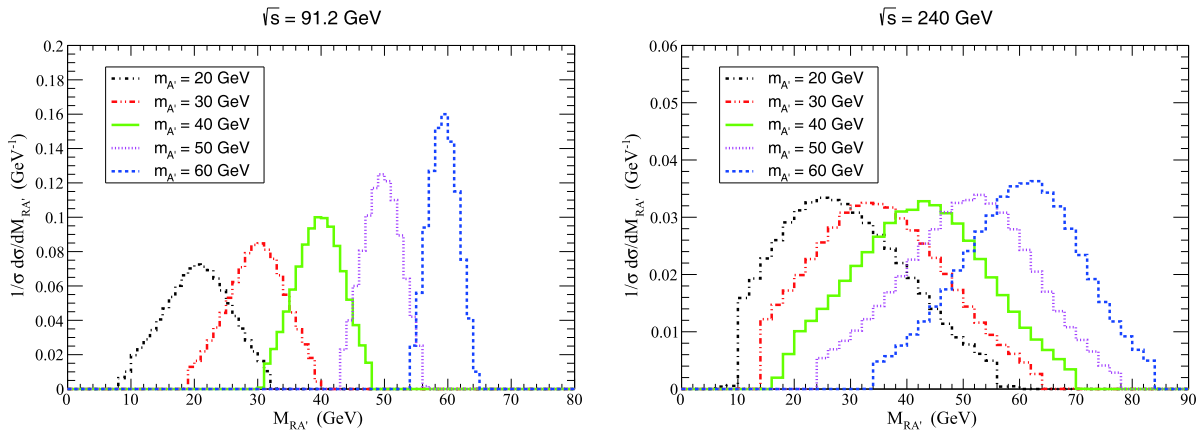 √s = 91.2 GeV
0.2
0.18
0.16
0.14
0.12
0.1
0.08
0.06
0.04
0.02
0
1/σ dσ/dM_RA' (GeV⁻¹)
m_A' = 20 GeV
m_A' = 30 GeV
m_A' = 40 GeV
m_A' = 50 GeV
m_A' = 60 GeV
0 10 20 30 40 50 60 70 80
M_RA' (GeV)
√s = 240 GeV
0.06
0.05
0.04
0.03
0.02
0.01
0
1/σ dσ/dM_RA' (GeV⁻¹)
m_A' = 20 GeV
m_A' = 30 GeV
m_A' = 40 GeV
m_A' = 50 GeV
m_A' = 60 GeV
0 10 20 30 40 50 60 70 80 90
M_RA' (GeV)